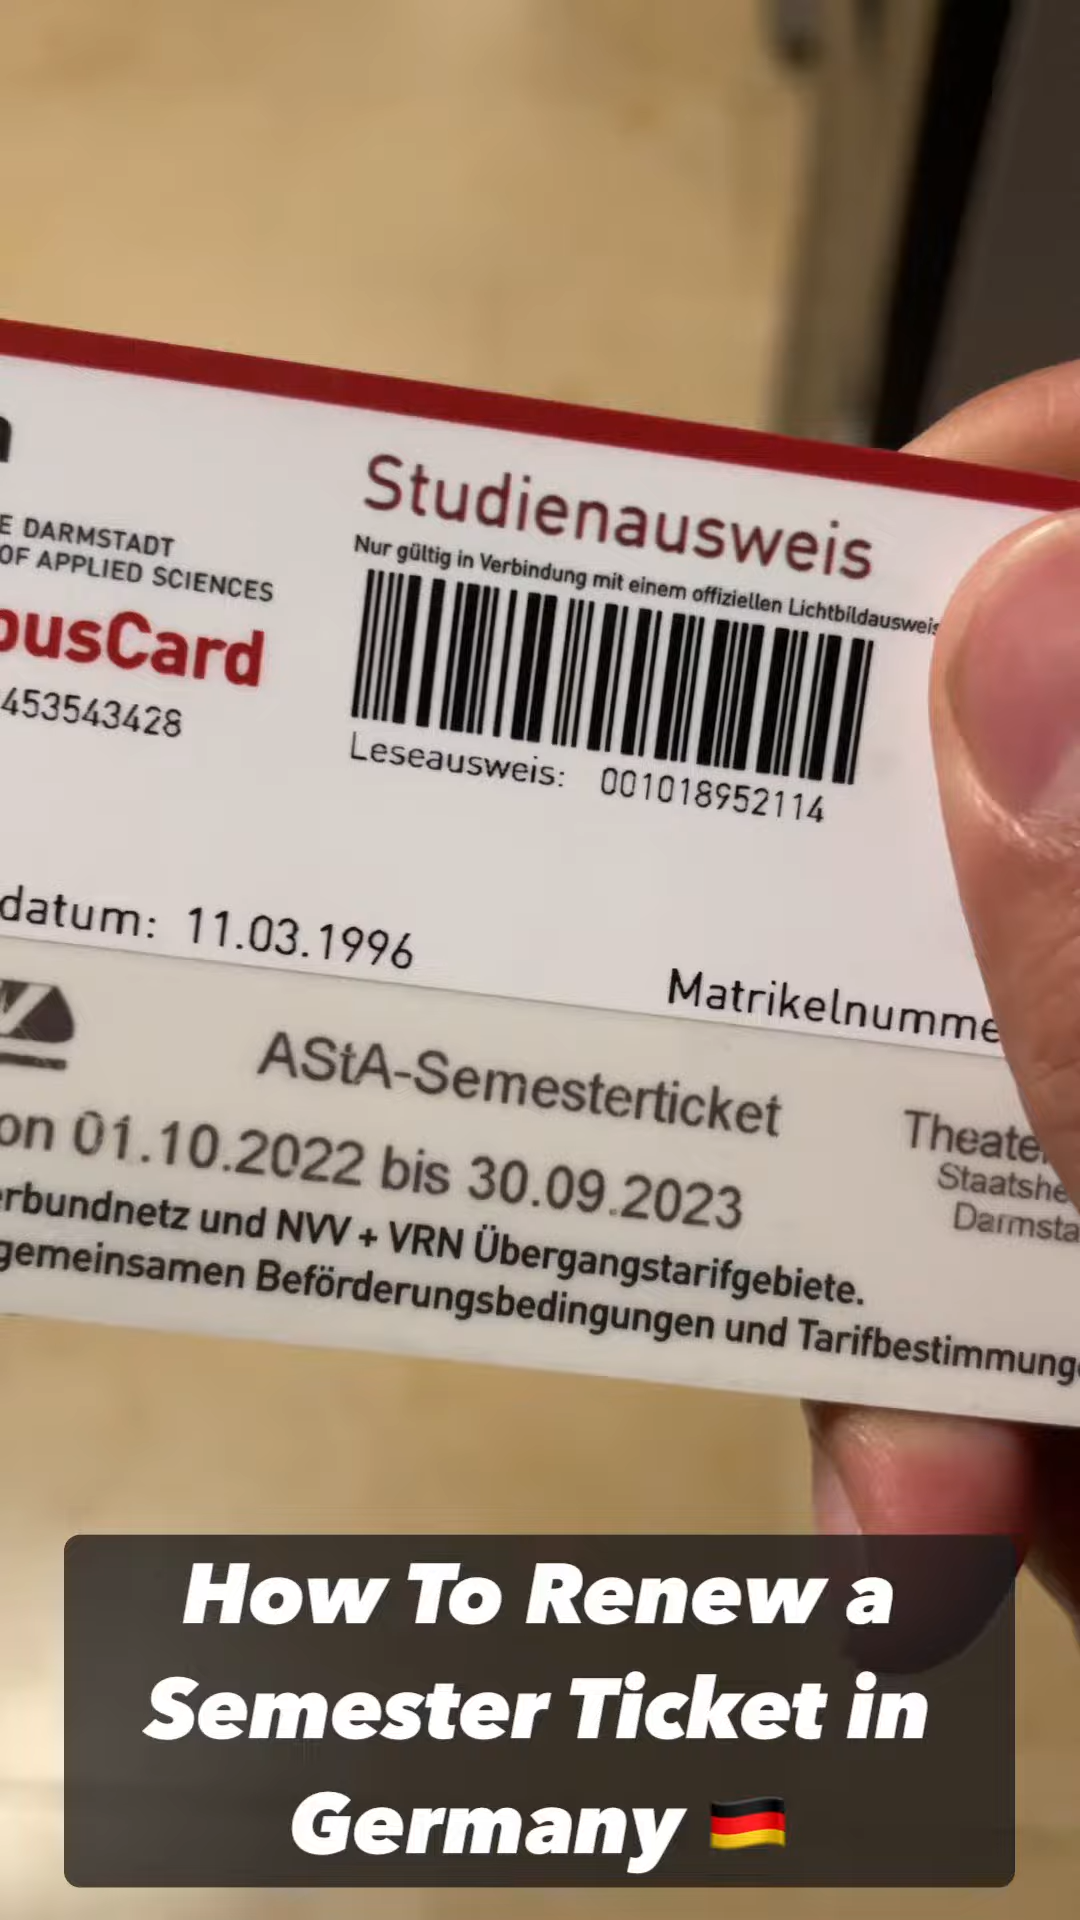 Studienausweis
Nur gültig in Verbindung mit einem offiziellen Lichtbildausweis
E DARMSTADT
OF APPLIED SCIENCES
pusCard
453543428
Leseausweis: 001018952114
datum: 11.03.1996
Matrikelnumme
AStA-Semesterticket
on 01.10.2022 bis 30.09.2023
Theate
Staatshe
Darmsta
erbundnetz und NVV + VRN Übergangstarifgebiete.
gemeinsamen Beförderungsbedingungen und Tarifbestimmung
How To Renew a
Semester Ticket in
Germany 🇩🇪